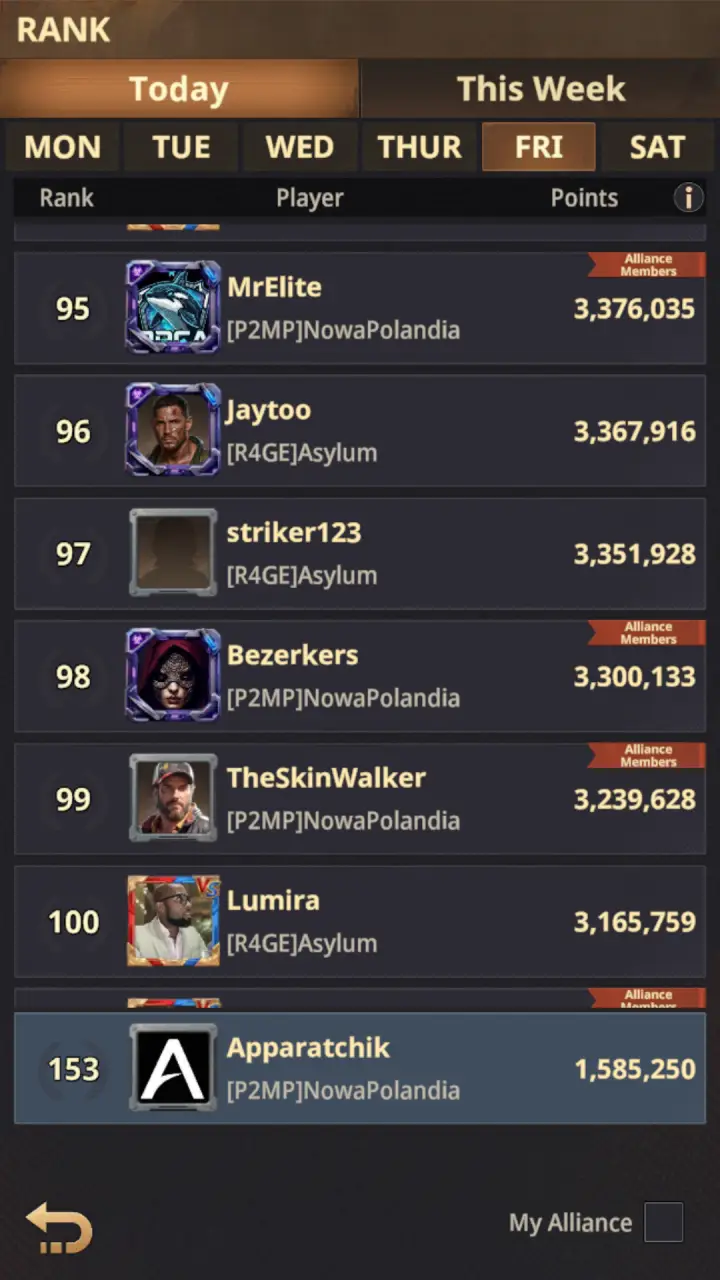 RANK
Today
This Week
MON
TUE
WED
THUR
FRI
SAT
Rank
Player
Points
Alliance
Members
95
MrElite
[P2MP]NowaPolandia
3,376,035
96
Jaytoo
[R4GE]Asylum
3,367,916
97
striker123
[R4GE]Asylum
3,351,928
Alliance
Members
98
Bezerkers
[P2MP]NowaPolandia
3,300,133
Alliance
Members
99
TheSkinWalker
[P2MP]NowaPolandia
3,239,628
VS
100
Lumira
[R4GE]Asylum
3,165,759
Alliance
Members
153
Apparatchik
[P2MP]NowaPolandia
1,585,250
My Alliance